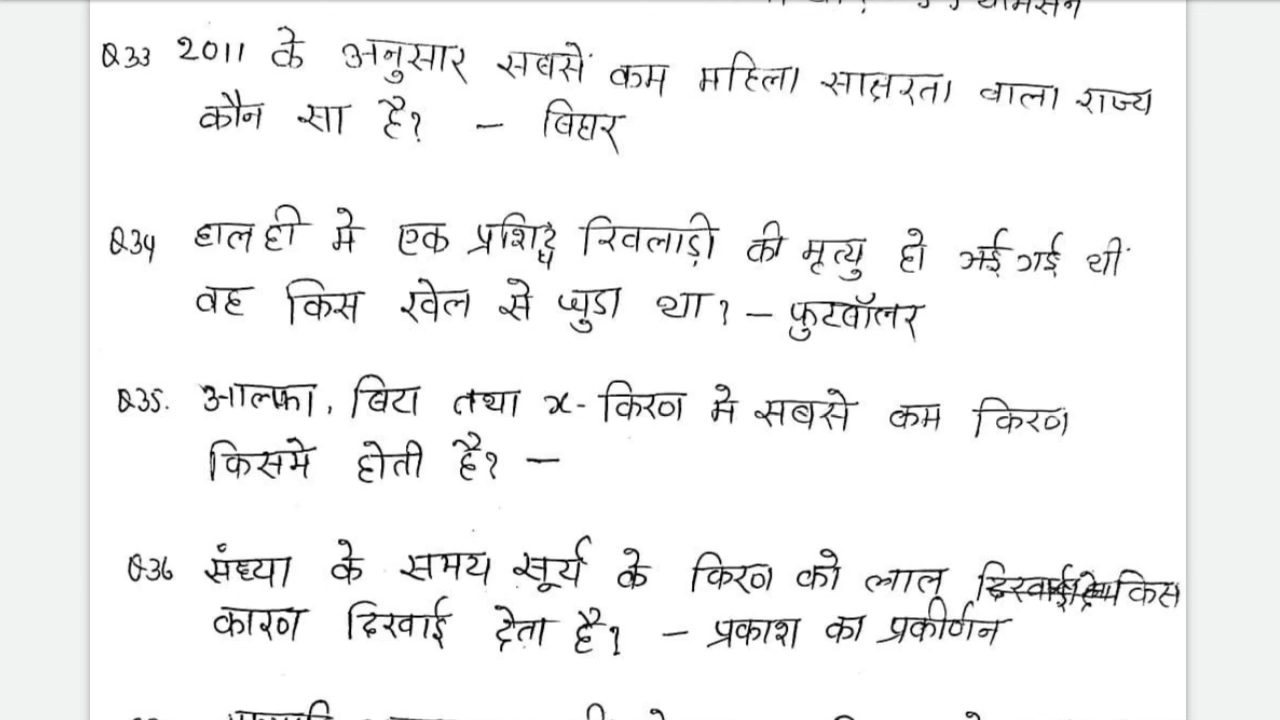 Q33 2011 के अनुसार सबसें कम महिला साक्षरता वाला राज्य
कौन सा है? – बिहार
Q34 हाल ही मे एक प्रशिद्ध खिलाड़ी की मृत्यु हो गई थीं
वह किस खेल से जुडा था? – फुटबॉलर
Q35. आल्फा, बिटा तथा x-किरण मे सबसे कम किरण
किसमे होती है? –
Q36 संध्या के समय सूर्य के किरण को लाल किस
कारण दिखाई देता है? – प्रकाश का प्रकीर्णन